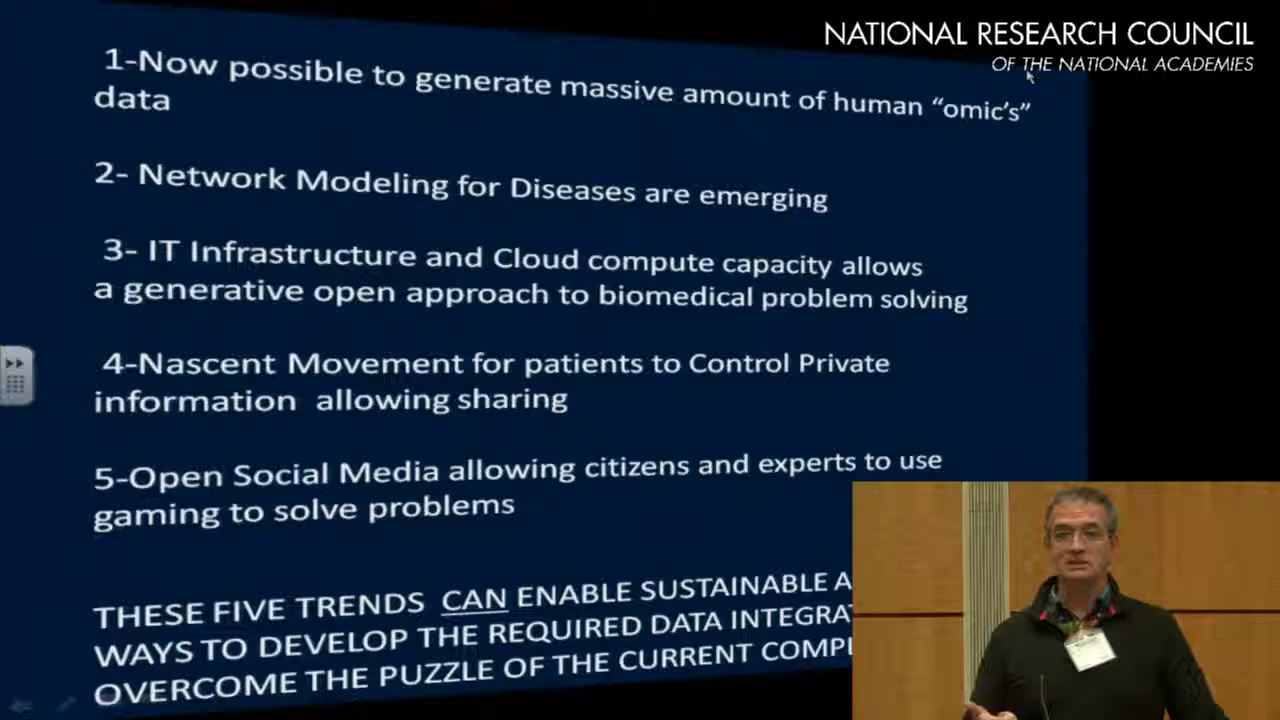 NATIONAL RESEARCH COUNCIL
OF THE NATIONAL ACADEMIES
1-Now possible to generate massive amount of human “omic’s”
data
2- Network Modeling for Diseases are emerging
3- IT Infrastructure and Cloud compute capacity allows
a generative open approach to biomedical problem solving
4-Nascent Movement for patients to Control Private
information allowing sharing
5-Open Social Media allowing citizens and experts to use
gaming to solve problems
THESE FIVE TRENDS CAN ENABLE SUSTAINABLE A
WAYS TO DEVELOP THE REQUIRED DATA INTEGRAT
OVERCOME THE PUZZLE OF THE CURRENT COMPL